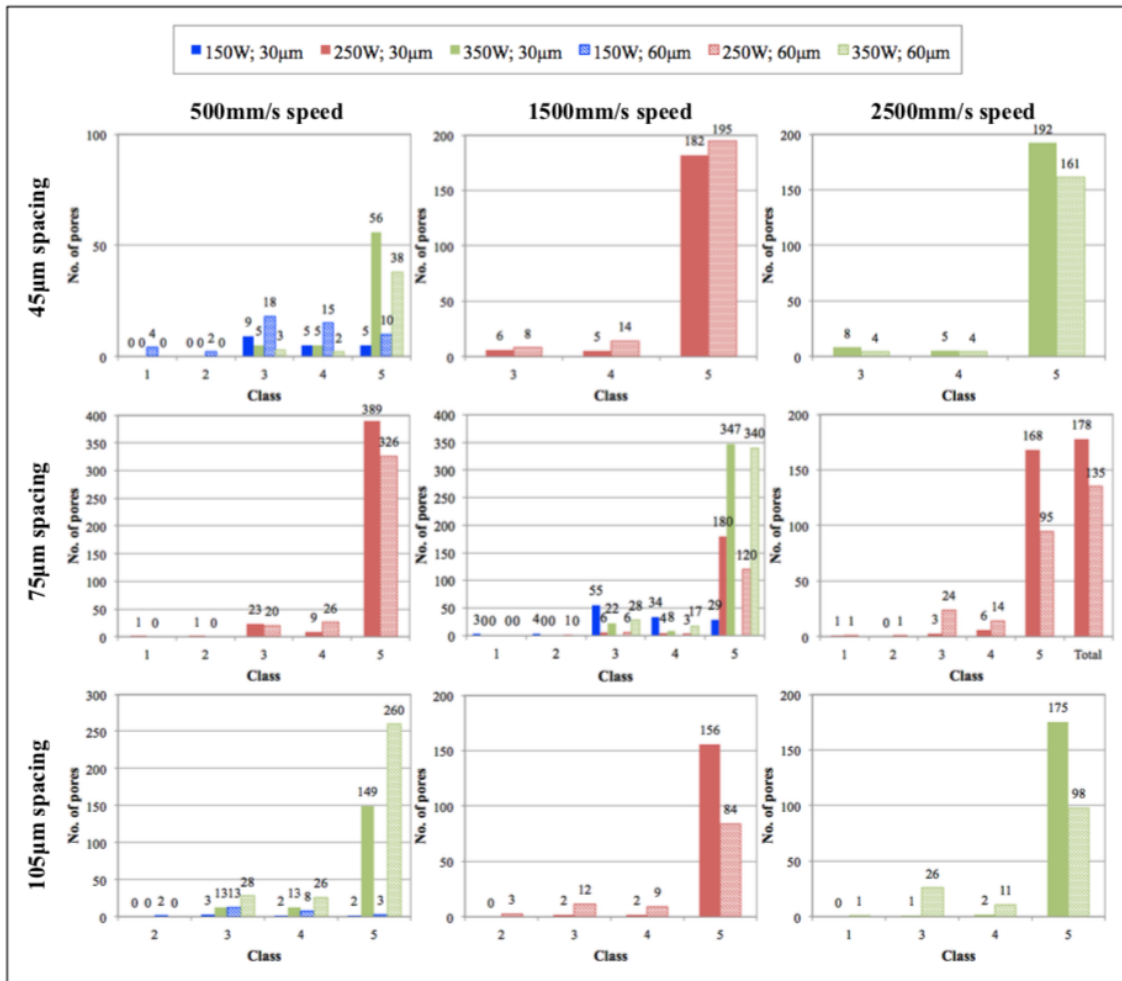 150W; 30μm 250W; 30μm 350W; 30μm 150W; 60μm 250W; 60μm 350W; 60μm
500mm/s speed 1500mm/s speed 2500mm/s speed
45μm spacing
No. of pores
100
50
0
0 0 4 0
0 0 2 0
9 5 18 3
5 5 15 2
5 56 10 38
1 2 3 4 5
Class
No. of pores
200
150
100
50
0
6 8
5 14
182 195
3 4 5
Class
No. of pores
200
150
100
50
0
8 4
5 4
192 161
3 4 5
Class
75μm spacing
No. of pores
400
350
300
250
200
150
100
50
0
1 0
1 0
23 20
9 26
389 326
1 2 3 4 5
Class
No. of pores
400
350
300
250
200
150
100
50
0
300 00
400 10
55 6 22 6 28
34 48 3 17
29 180 347 120 340
1 2 3 4 5
Class
No. of pores
200
150
100
50
0
1 1
0 1
3 24
6 14
168 95
178 135
1 2 3 4 5 Total
Class
105μm spacing
No. of pores
300
250
200
150
100
50
0
0 0 2 0
3 13 13 28
2 13 8 26
2 149 3 260
2 3 4 5
Class
No. of pores
200
150
100
50
0
0 3
2 12
2 9
156 84
2 3 4 5
Class
No. of pores
200
150
100
50
0
0 1
1 26
2 11
175 98
1 3 4 5
Class